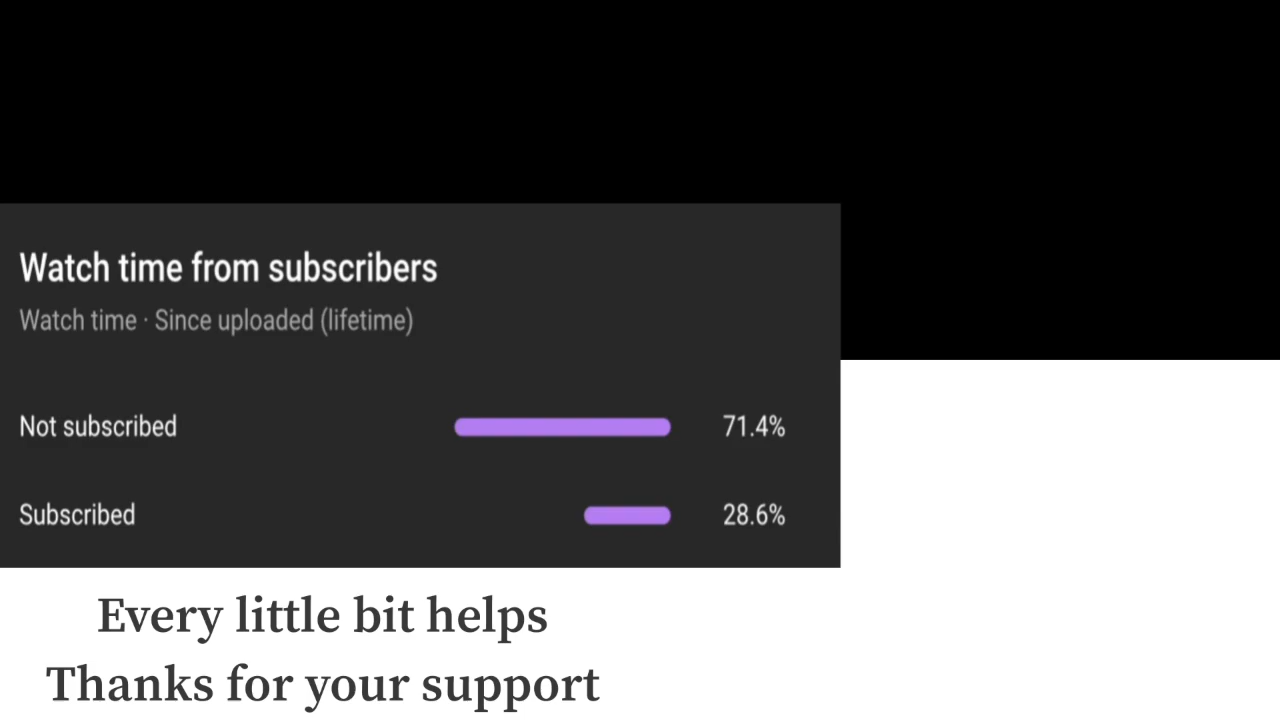 Watch time from subscribers
Watch time · Since uploaded (lifetime)
Not subscribed 71.4%
Subscribed 28.6%
Every little bit helps
Thanks for your support